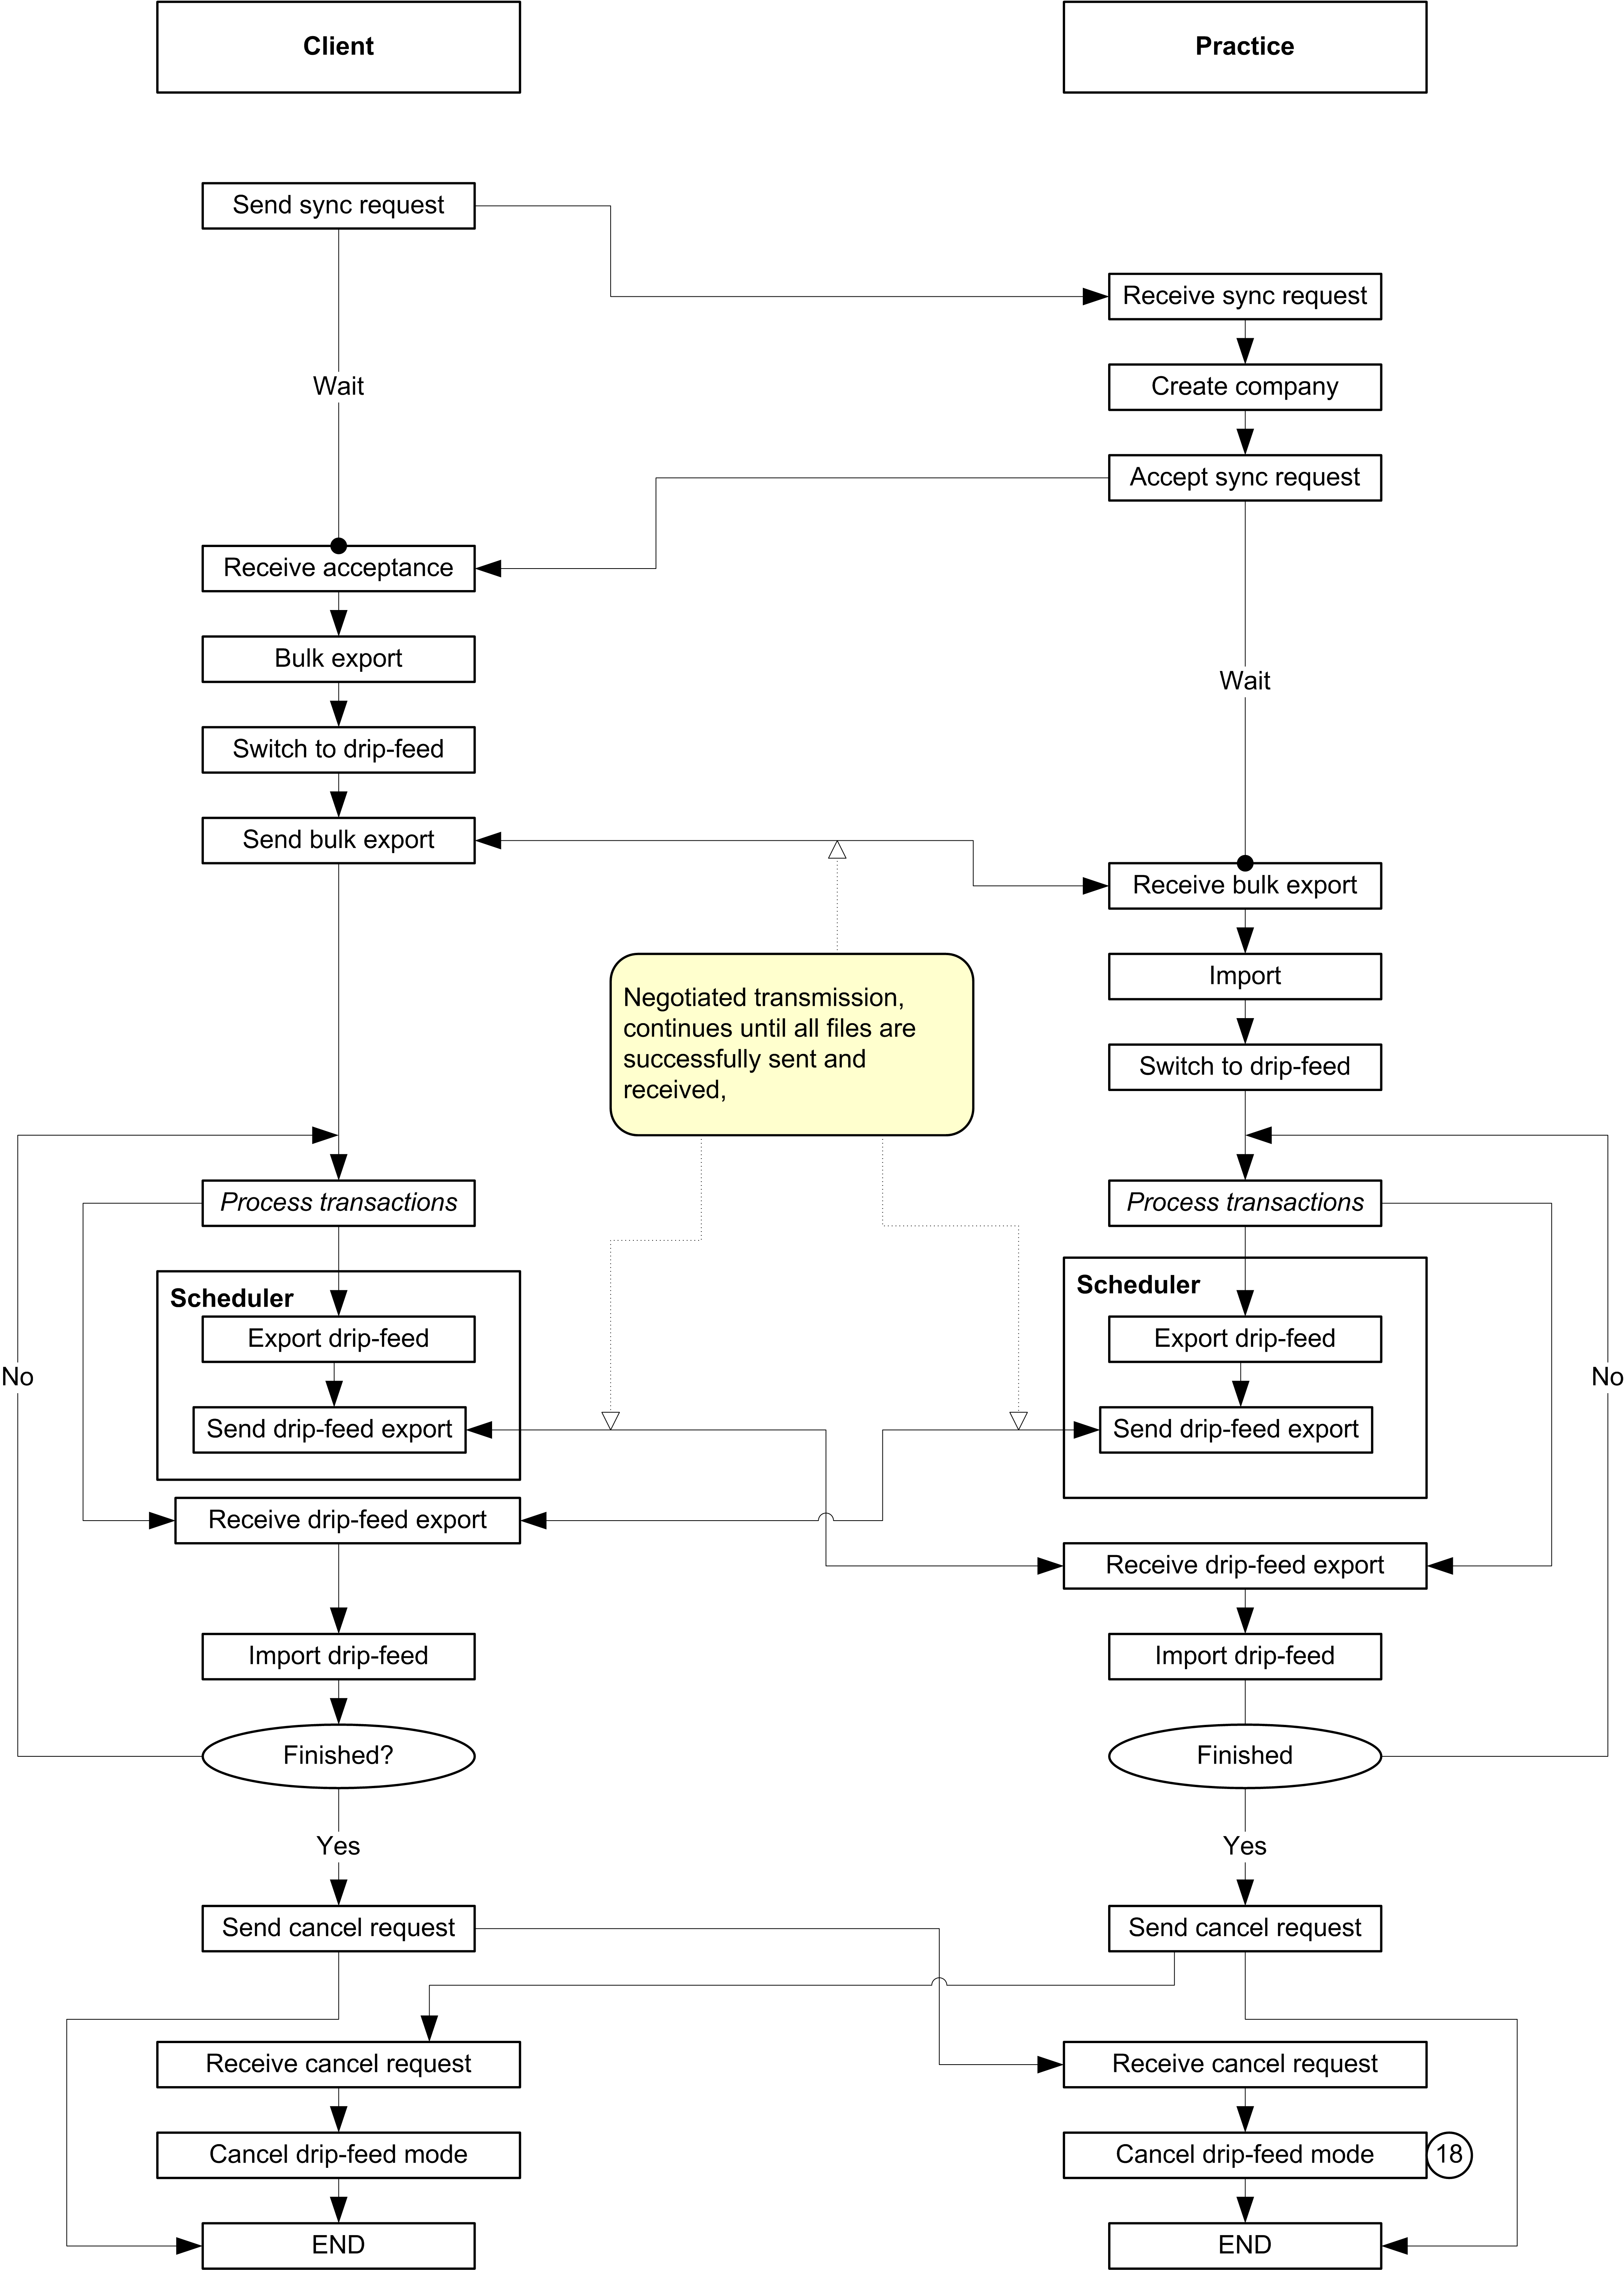 Client
Practice
Send sync request
Receive sync request
Wait
Create company
Accept sync request
Receive acceptance
Bulk export
Wait
Switch to drip-feed
Send bulk export
Receive bulk export
Import
Negotiated transmission,
continues until all files are
successfully sent and
received,
Switch to drip-feed
Process transactions
Process transactions
Scheduler
Scheduler
Export drip-feed
Export drip-feed
No
No
Send drip-feed export
Send drip-feed export
Receive drip-feed export
Receive drip-feed export
Import drip-feed
Import drip-feed
Finished?
Finished
Yes
Yes
Send cancel request
Send cancel request
Receive cancel request
Receive cancel request
Cancel drip-feed mode
Cancel drip-feed mode
18
END
END